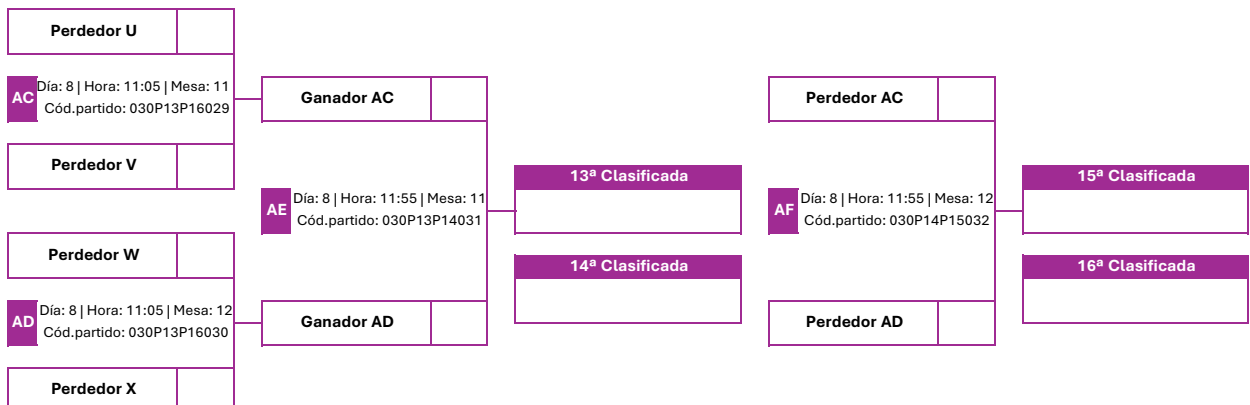 Perdedor U
AC
Día: 8 | Hora: 11:05 | Mesa: 11
Cód.partido: 030P13P16029
Perdedor V
Ganador AC
Perdedor AC
AE
Día: 8 | Hora: 11:55 | Mesa: 11
Cód.partido: 030P13P14031
13ª Clasificada
14ª Clasificada
AF
Día: 8 | Hora: 11:55 | Mesa: 12
Cód.partido: 030P14P15032
15ª Clasificada
16ª Clasificada
Perdedor W
AD
Día: 8 | Hora: 11:05 | Mesa: 12
Cód.partido: 030P13P16030
Perdedor X
Ganador AD
Perdedor AD